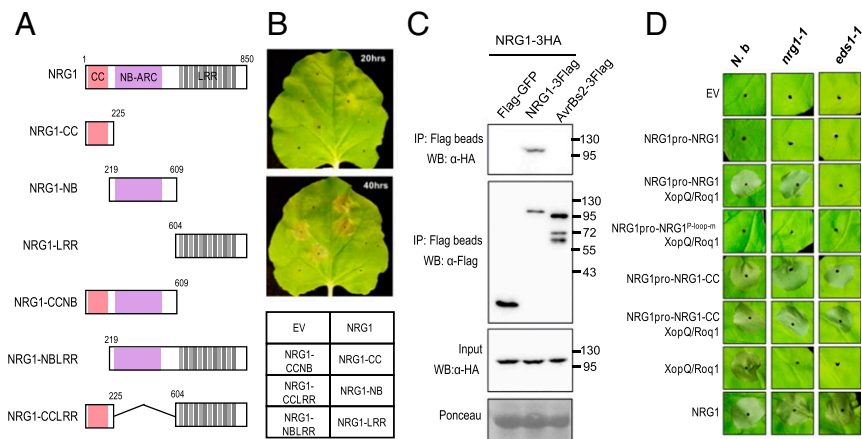 A
1
850
NRG1
CC
NB-ARC
LRR
225
NRG1-CC
219
609
NRG1-NB
604
NRG1-LRR
609
NRG1-CCNB
219
NRG1-NBLRR
225
604
NRG1-CCLRR
B
20hrs
40hrs
EV
NRG1
NRG1-
CCNB
NRG1-CC
NRG1-
CCLRR
NRG1-NB
NRG1-
NBLRR
NRG1-LRR
C
NRG1-3HA
Flag-GFP
NRG1-3Flag
AvrBs2-3Flag
IP: Flag beads
WB: α-HA
130
95
IP: Flag beads
WB: α-Flag
130
95
72
55
43
Input
WB:α-HA
130
95
Ponceau
D
N. b
nrg1-1
eds1-1
EV
NRG1pro-NRG1
NRG1pro-NRG1
XopQ/Roq1
NRG1pro-NRG1P-loop-m
XopQ/Roq1
NRG1pro-NRG1-CC
NRG1pro-NRG1-CC
XopQ/Roq1
XopQ/Roq1
NRG1